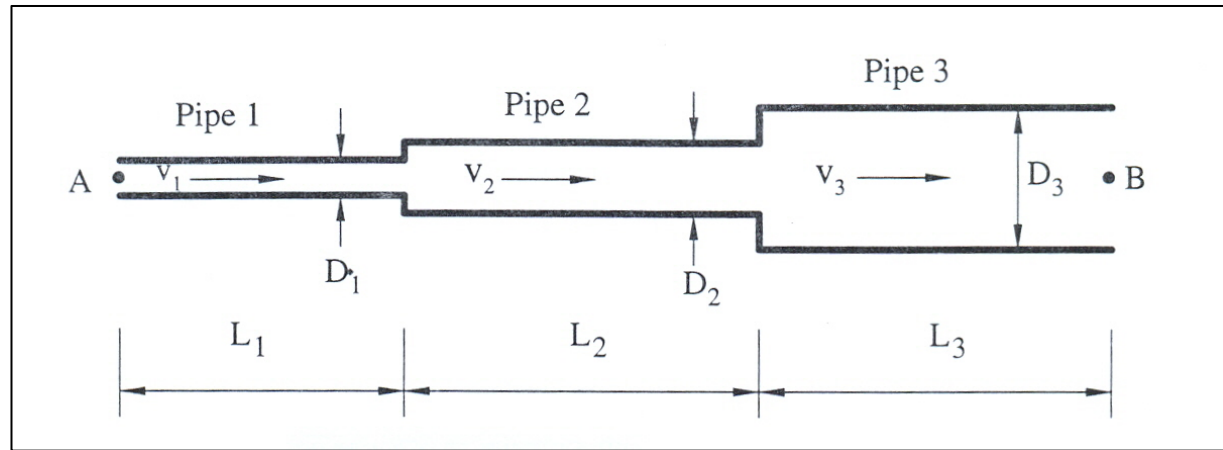 Pipe 3
Pipe 2
Pipe 1
A v₁ v₂ v₃ D₃ B
D₁ D₂
L₁ L₂ L₃